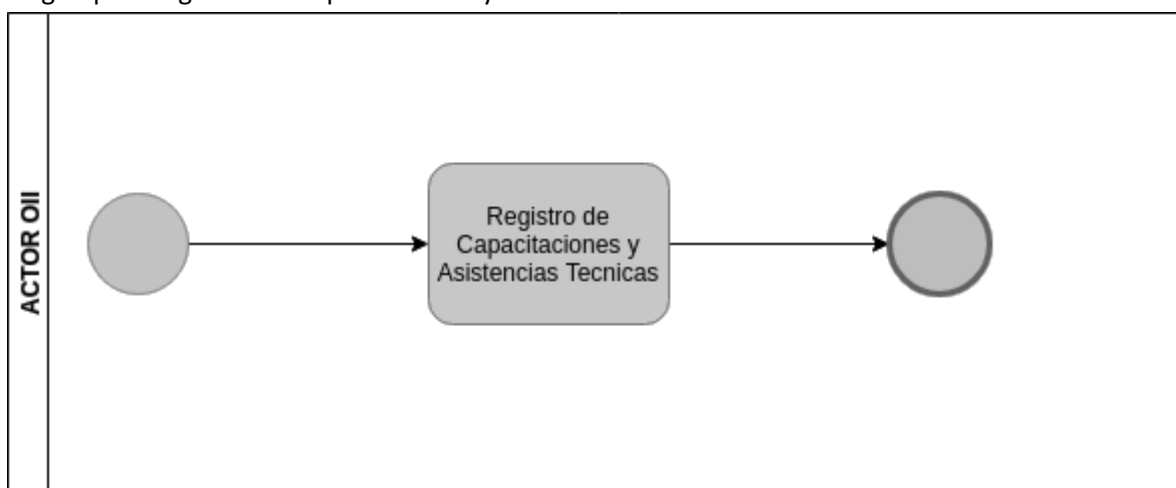 ACTOR OII
Registro de
Capacitaciones y
Asistencias Tecnicas